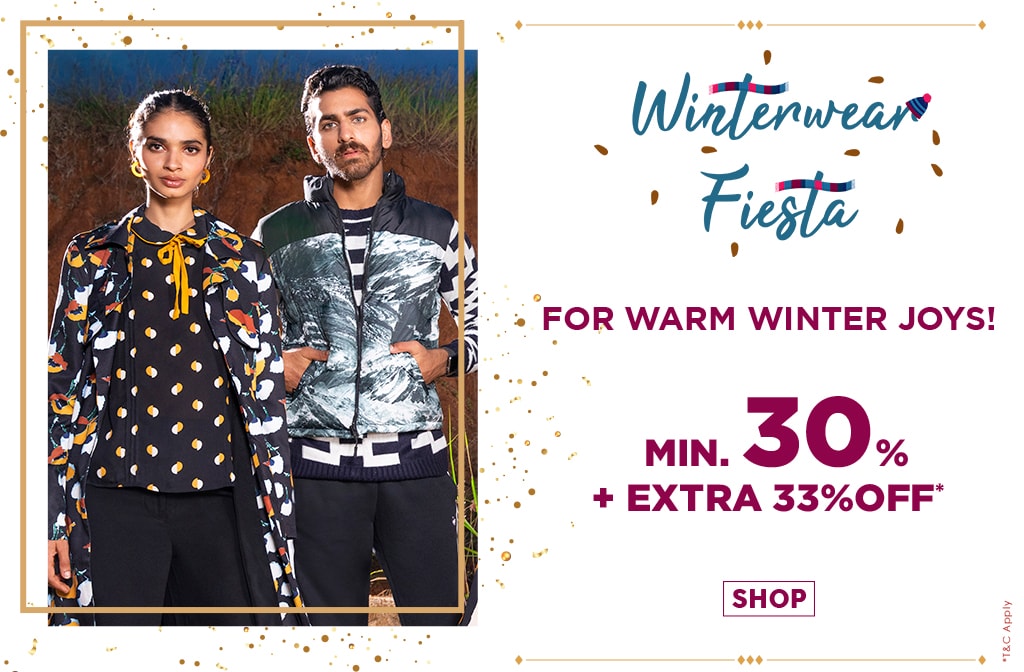 Winterwear
Fiesta
FOR WARM WINTER JOYS!
MIN. 30%
+ EXTRA 33%OFF*
SHOP
*T&C Apply